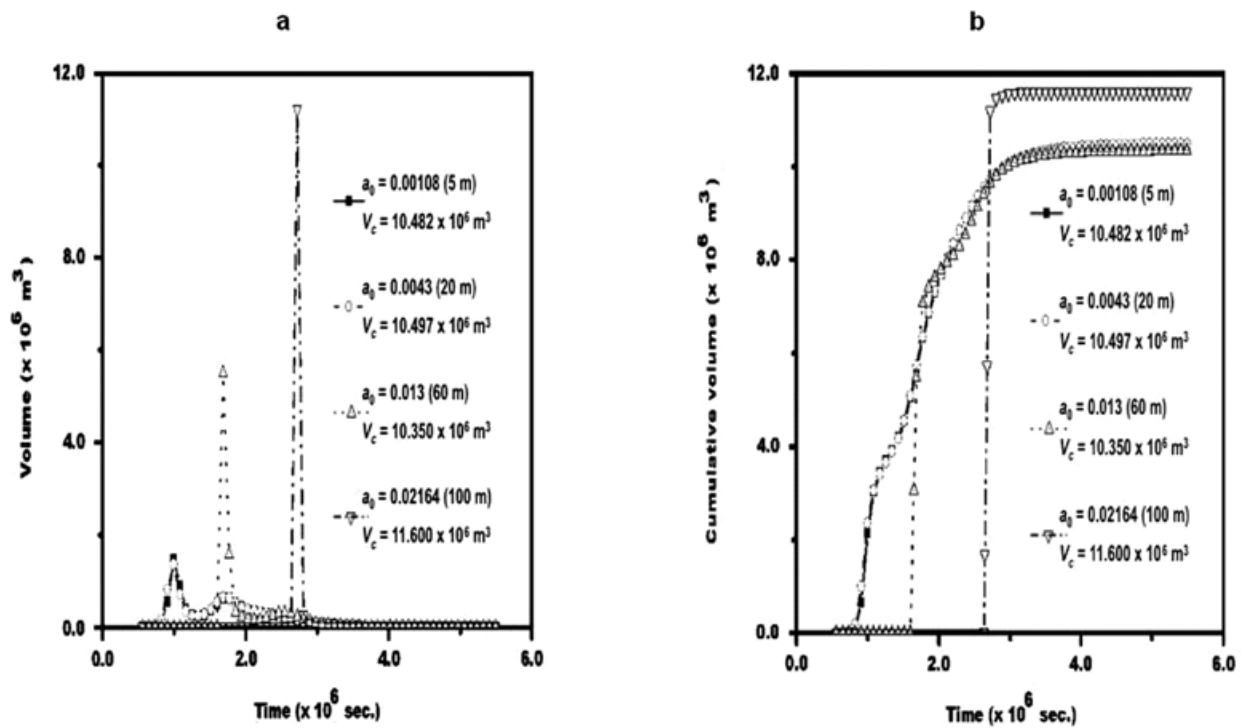 a
12.0
8.0
4.0
0.0
0.0 2.0 4.0 6.0
Volume (x 10⁶ m³)
Time (x 10⁶ sec.)
a₀ = 0.00108 (5 m)
V꜀ = 10.482 x 10⁶ m³
a₀ = 0.0043 (20 m)
V꜀ = 10.497 x 10⁶ m³
a₀ = 0.013 (60 m)
V꜀ = 10.350 x 10⁶ m³
a₀ = 0.02164 (100 m)
V꜀ = 11.600 x 10⁶ m³
b
12.0
8.0
4.0
0.0
0.0 2.0 4.0 6.0
Cumulative volume (x 10⁶ m³)
Time (x 10⁶ sec.)
a₀ = 0.00108 (5 m)
V꜀ = 10.482 x 10⁶ m³
a₀ = 0.0043 (20 m)
V꜀ = 10.497 x 10⁶ m³
a₀ = 0.013 (60 m)
V꜀ = 10.350 x 10⁶ m³
a₀ = 0.02164 (100 m)
V꜀ = 11.600 x 10⁶ m³